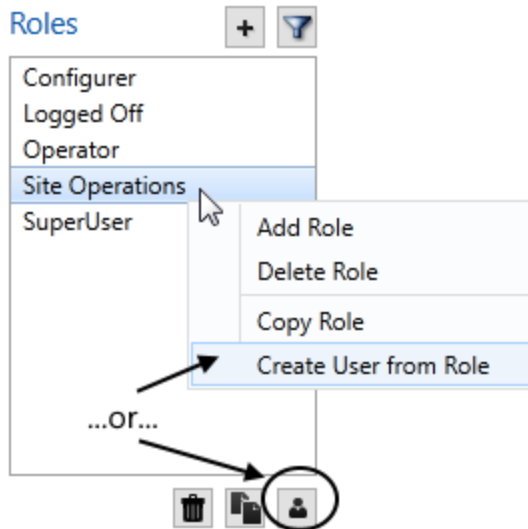 Roles
Configurer
Logged Off
Operator
Site Operations
SuperUser
Add Role
Delete Role
Copy Role
Create User from Role
...or...